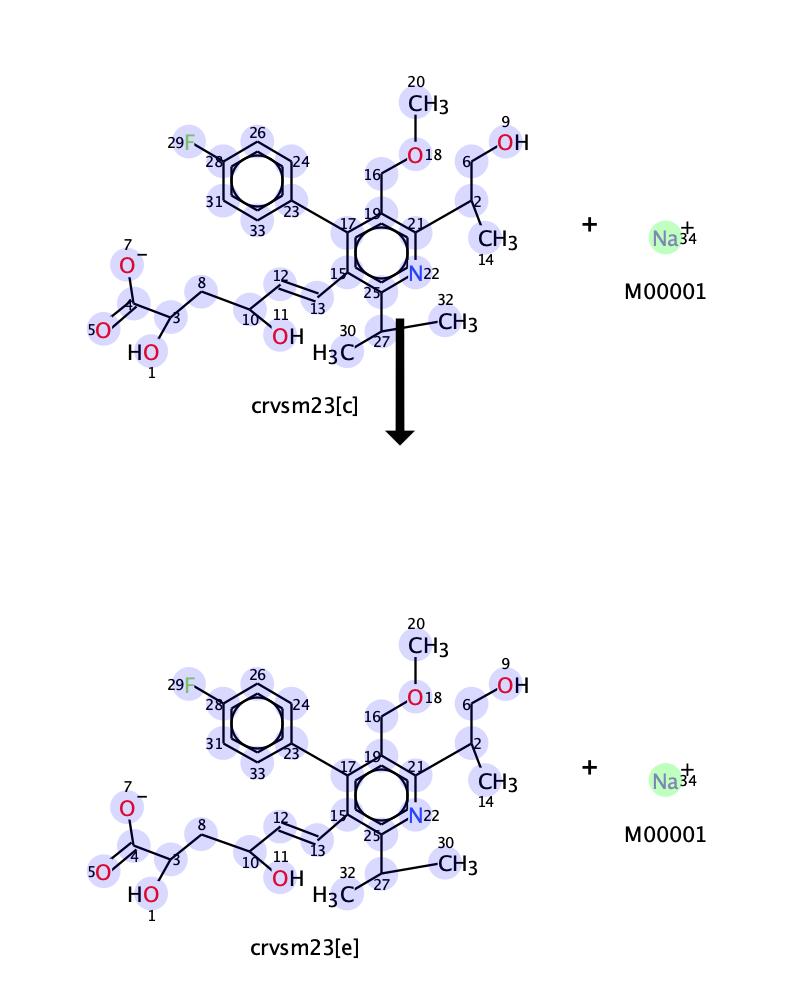 20
CH3
9
OH
26
29F
28
24
O18
16
6
31
23
19
2
33
17
21
CH3
14
+
Na+34
M00001
7
O−
8
12
15
N22
25
4
3
10
13
32
CH3
5O
11
OH
30
H3C
27
HO
1
crvsm23[c]
20
CH3
9
OH
26
29F
28
24
O18
16
6
31
23
19
2
33
17
21
CH3
14
+
Na+34
M00001
7
O−
8
12
15
N22
25
4
3
10
13
30
CH3
5O
11
OH
32
H3C
27
HO
1
crvsm23[e]